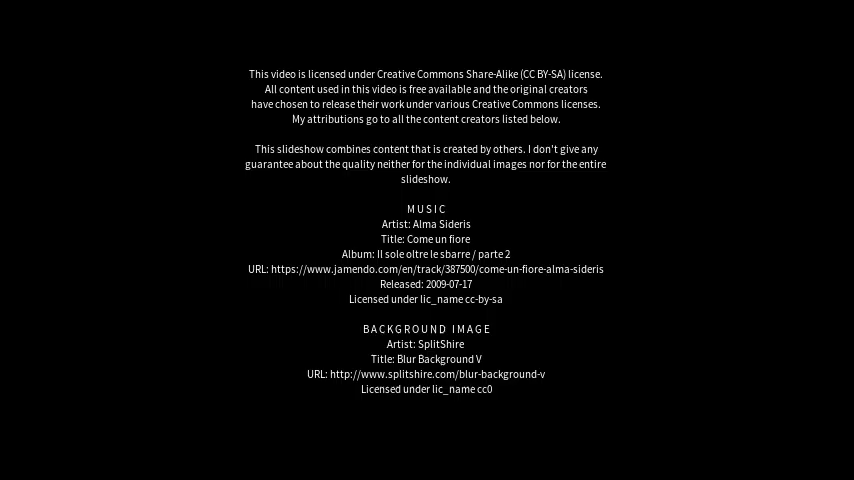 This video is licensed under Creative Commons Share-Alike (CC BY-SA) license.
All content used in this video is free available and the original creators
have chosen to release their work under various Creative Commons licenses.
My attributions go to all the content creators listed below.
This slideshow combines content that is created by others. I don't give any
guarantee about the quality neither for the individual images nor for the entire
slideshow.
MUSIC
Artist: Alma Sideris
Title: Come un fiore
Album: Il sole oltre le sbarre / parte 2
URL: https://www.jamendo.com/en/track/387500/come-un-fiore-alma-sideris
Released: 2009-07-17
Licensed under lic_name cc-by-sa
BACKGROUND IMAGE
Artist: SplitShire
Title: Blur Background V
URL: http://www.splitshire.com/blur-background-v
Licensed under lic_name cc0